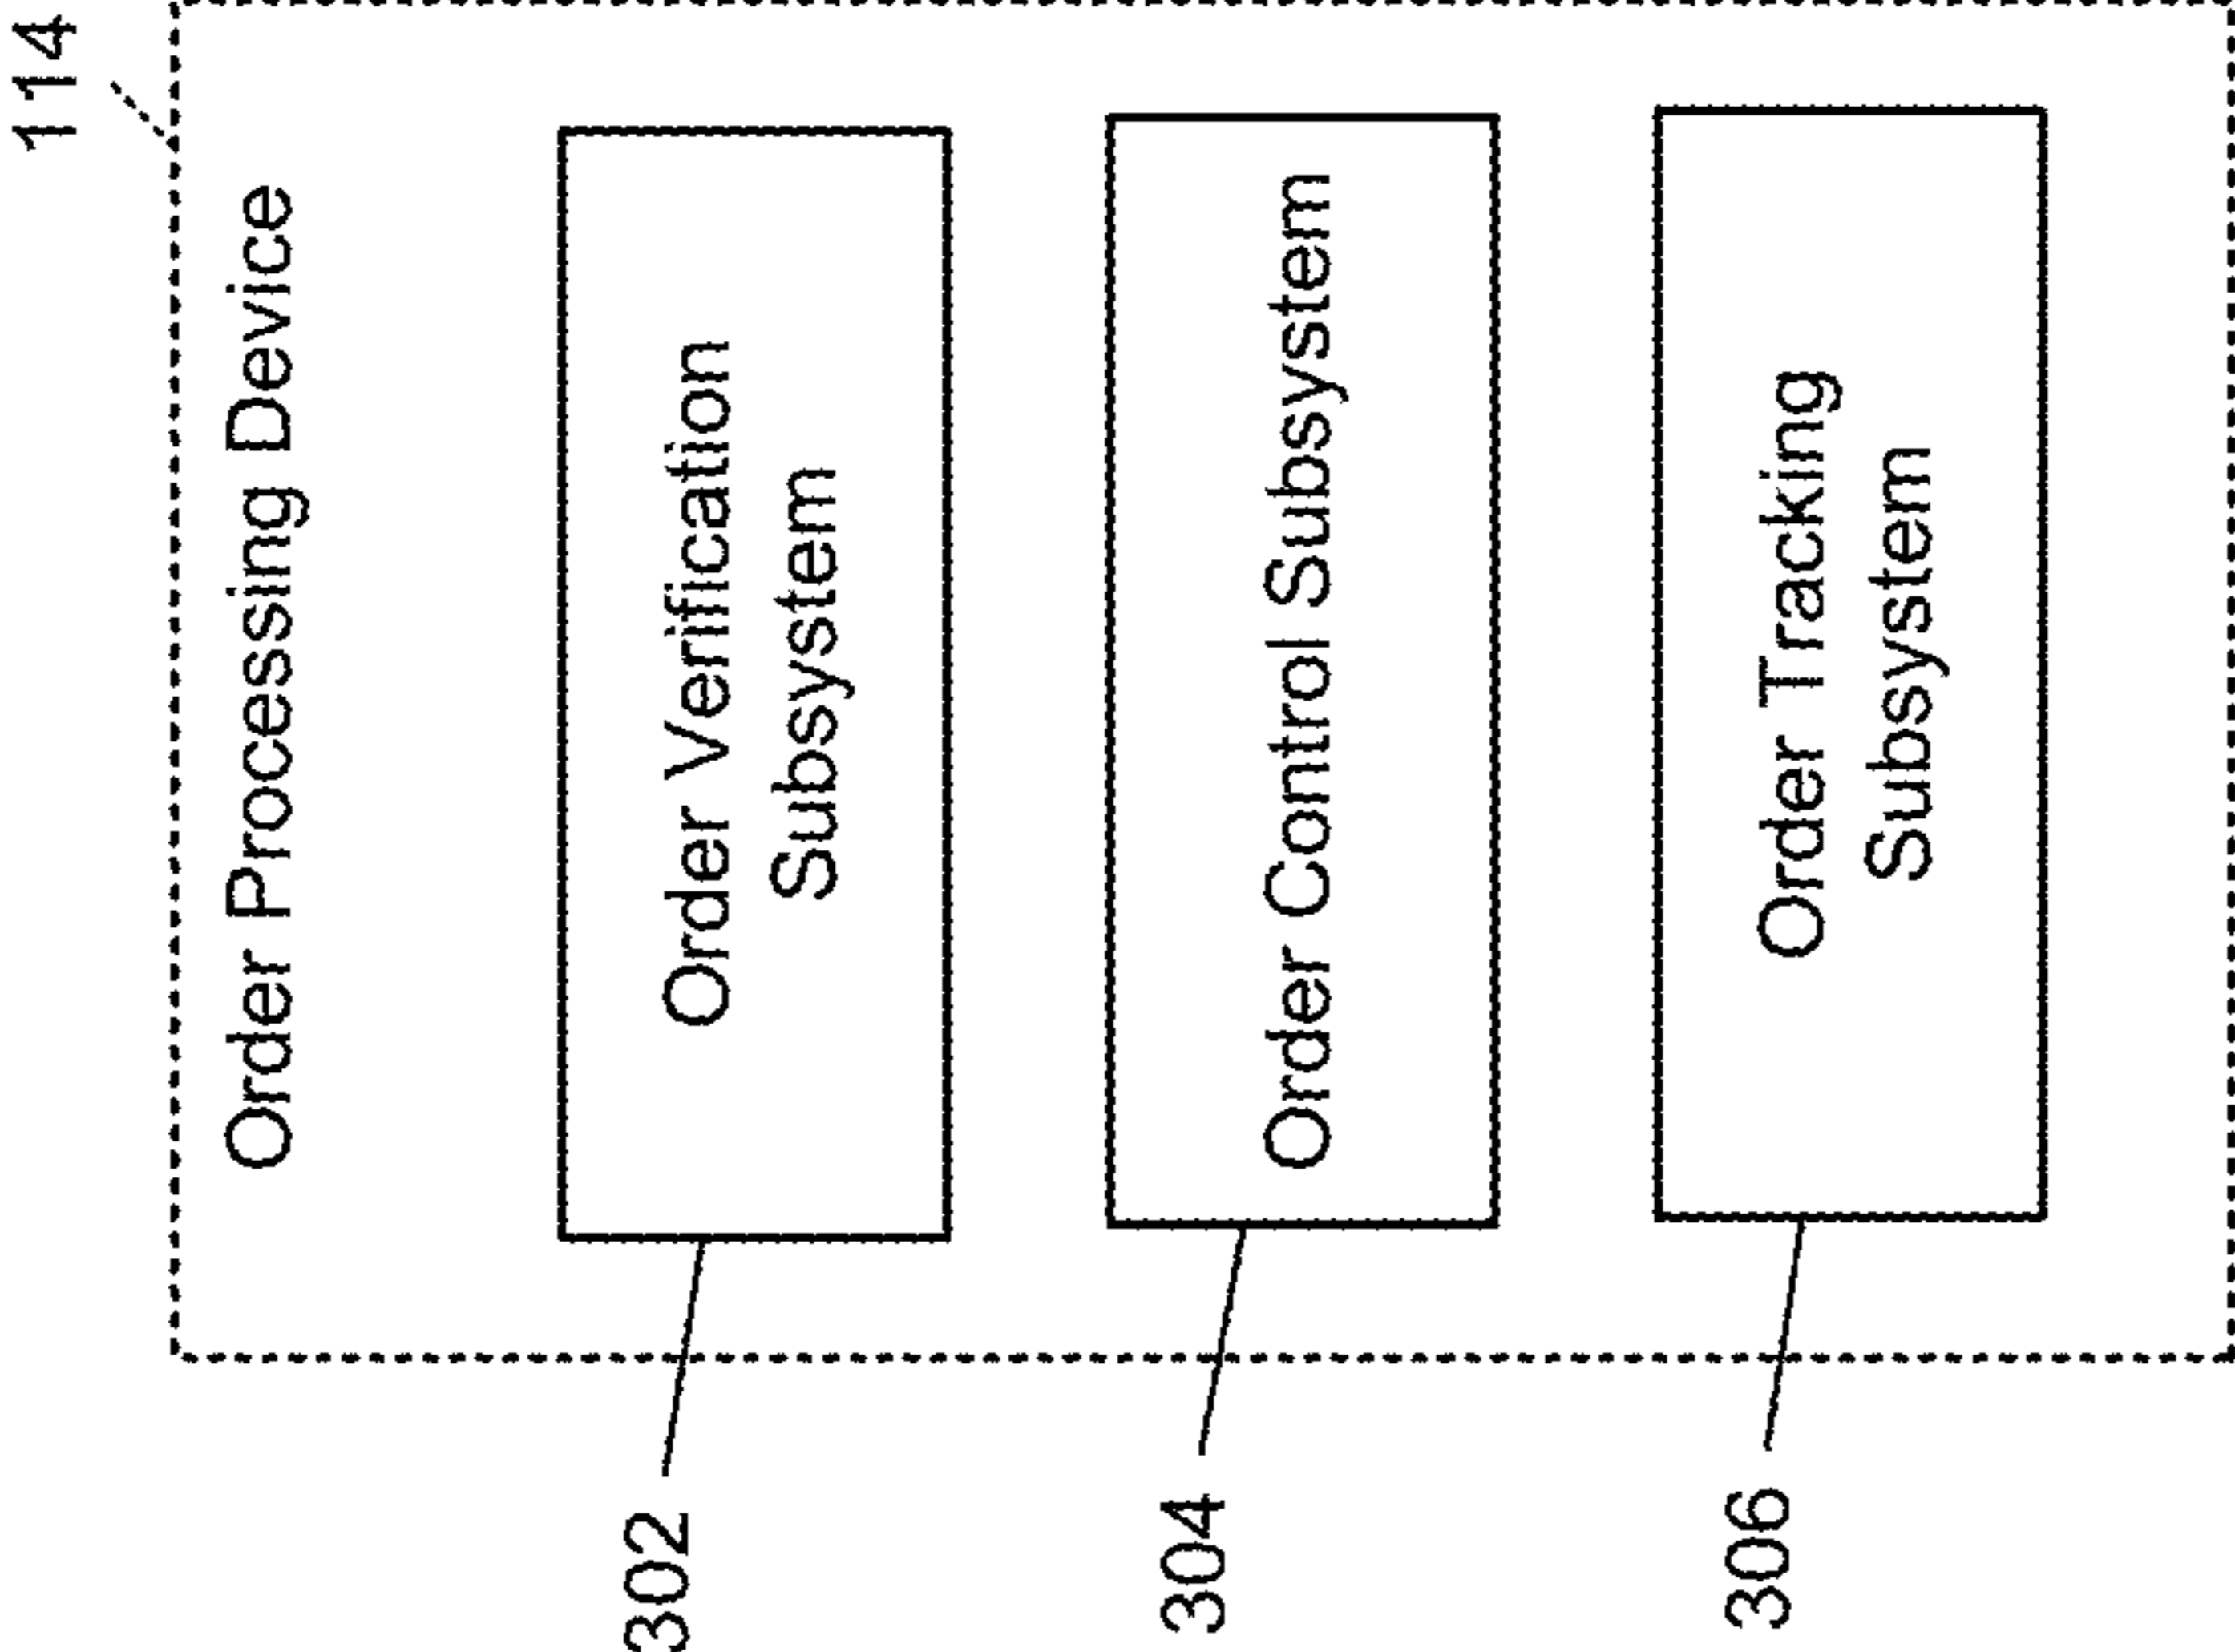 114
Order Processing Device
302
Order Verification
Subsystem
304
Order Control Subsystem
306
Order Tracking
Subsystem